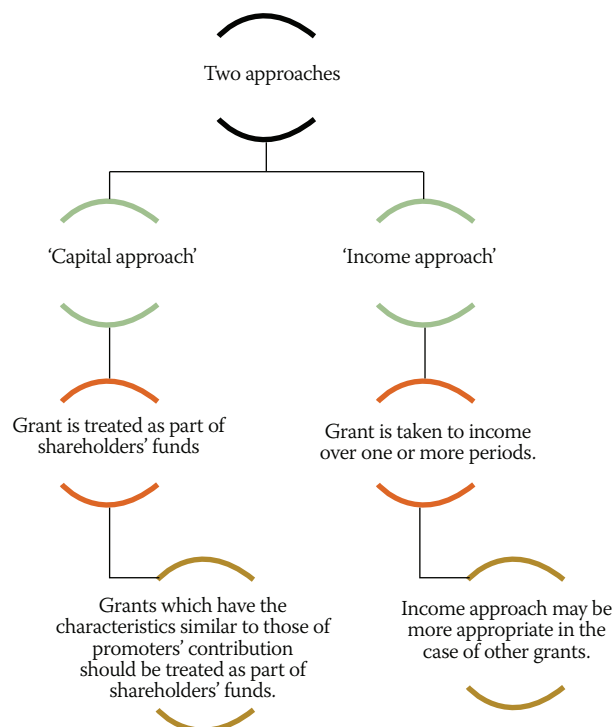 Two approaches
‘Capital approach’
‘Income approach’
Grant is treated as part of
shareholders’ funds
Grant is taken to income
over one or more periods.
Grants which have the
characteristics similar to those of
promoters’ contribution
should be treated as part of
shareholders’ funds.
Income approach may be
more appropriate in the
case of other grants.